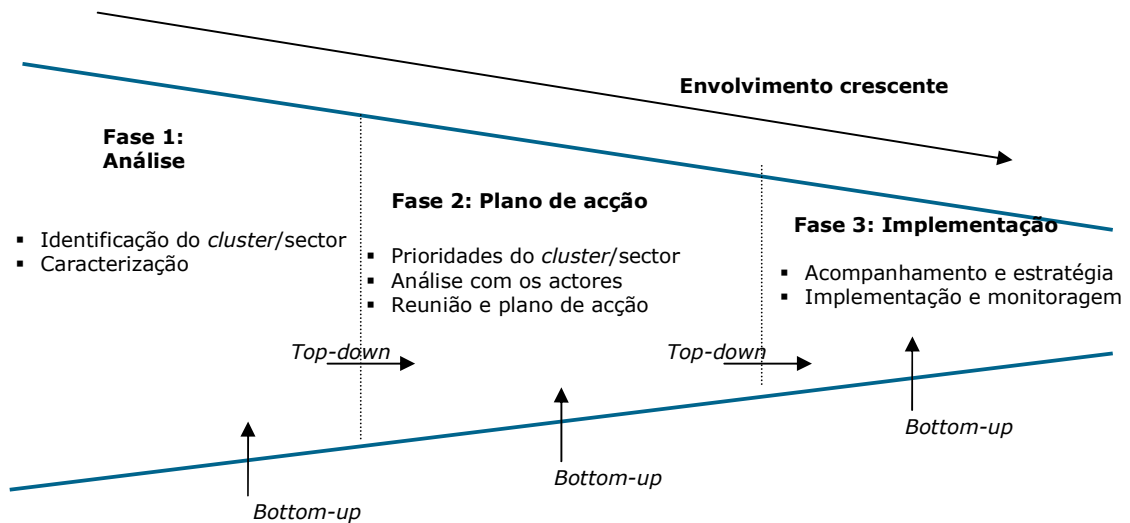 Envolvimento crescente
Fase 1:
Análise
▪ Identificação do cluster/sector
▪ Caracterização
Fase 2: Plano de acção
▪ Prioridades do cluster/sector
▪ Análise com os actores
▪ Reunião e plano de acção
Fase 3: Implementação
▪ Acompanhamento e estratégia
▪ Implementação e monitoragem
Top-down
Top-down
Bottom-up
Bottom-up
Bottom-up